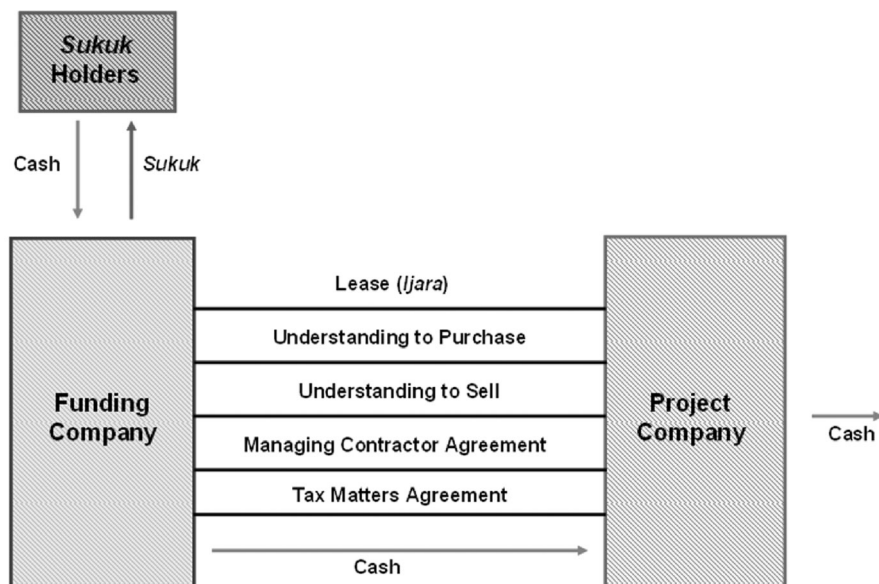 Sukuk
Holders
Cash
Sukuk
Lease (Ijara)
Understanding to Purchase
Understanding to Sell
Funding
Company
Project
Company
Cash
Managing Contractor Agreement
Tax Matters Agreement
Cash